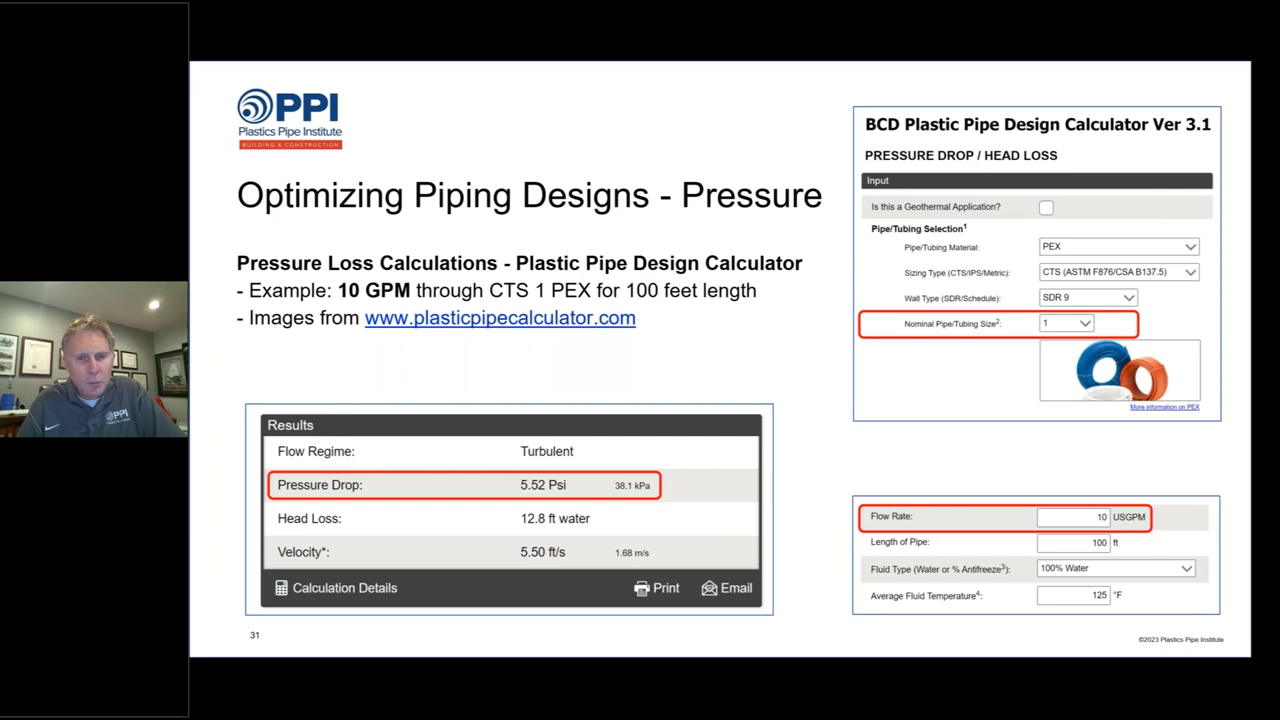 PPI
Plastics Pipe Institute
BUILDING & CONSTRUCTION
Optimizing Piping Designs - Pressure
Pressure Loss Calculations - Plastic Pipe Design Calculator
- Example: 10 GPM through CTS 1 PEX for 100 feet length
- Images from www.plasticpipecalculator.com
Results
Flow Regime: Turbulent
Pressure Drop: 5.52 Psi 38.1 kPa
Head Loss: 12.8 ft water
Velocity*: 5.50 ft/s 1.68 m/s
Calculation Details Print Email
31
BCD Plastic Pipe Design Calculator Ver 3.1
PRESSURE DROP / HEAD LOSS
Input
Is this a Geothermal Application?
Pipe/Tubing Selection1
Pipe/Tubing Material: PEX
Sizing Type (CTS/IPS/Metric): CTS (ASTM F876/CSA B137.5)
Wall Type (SDR/Schedule): SDR 9
Nominal Pipe/Tubing Size2: 1
More information on PEX
Flow Rate: 10 USGPM
Length of Pipe: 100 ft
Fluid Type (Water or % Antifreeze3): 100% Water
Average Fluid Temperature4: 125 °F
©2023 Plastics Pipe Institute
PPI